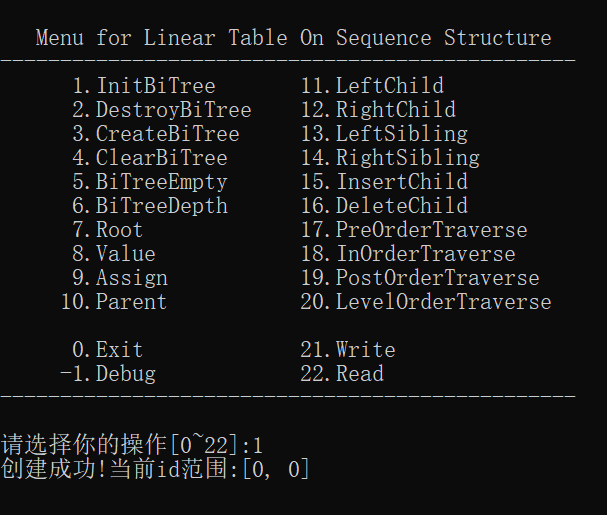 Menu for Linear Table On Sequence Structure
------------------------------------------------
1.InitBiTree 11.LeftChild
2.DestroyBiTree 12.RightChild
3.CreateBiTree 13.LeftSibling
4.ClearBiTree 14.RightSibling
5.BiTreeEmpty 15.InsertChild
6.BiTreeDepth 16.DeleteChild
7.Root 17.PreOrderTraverse
8.Value 18.InOrderTraverse
9.Assign 19.PostOrderTraverse
10.Parent 20.LevelOrderTraverse
0.Exit 21.Write
-1.Debug 22.Read
------------------------------------------------
请选择你的操作[0~22]:1
创建成功!当前id范围:[0, 0]